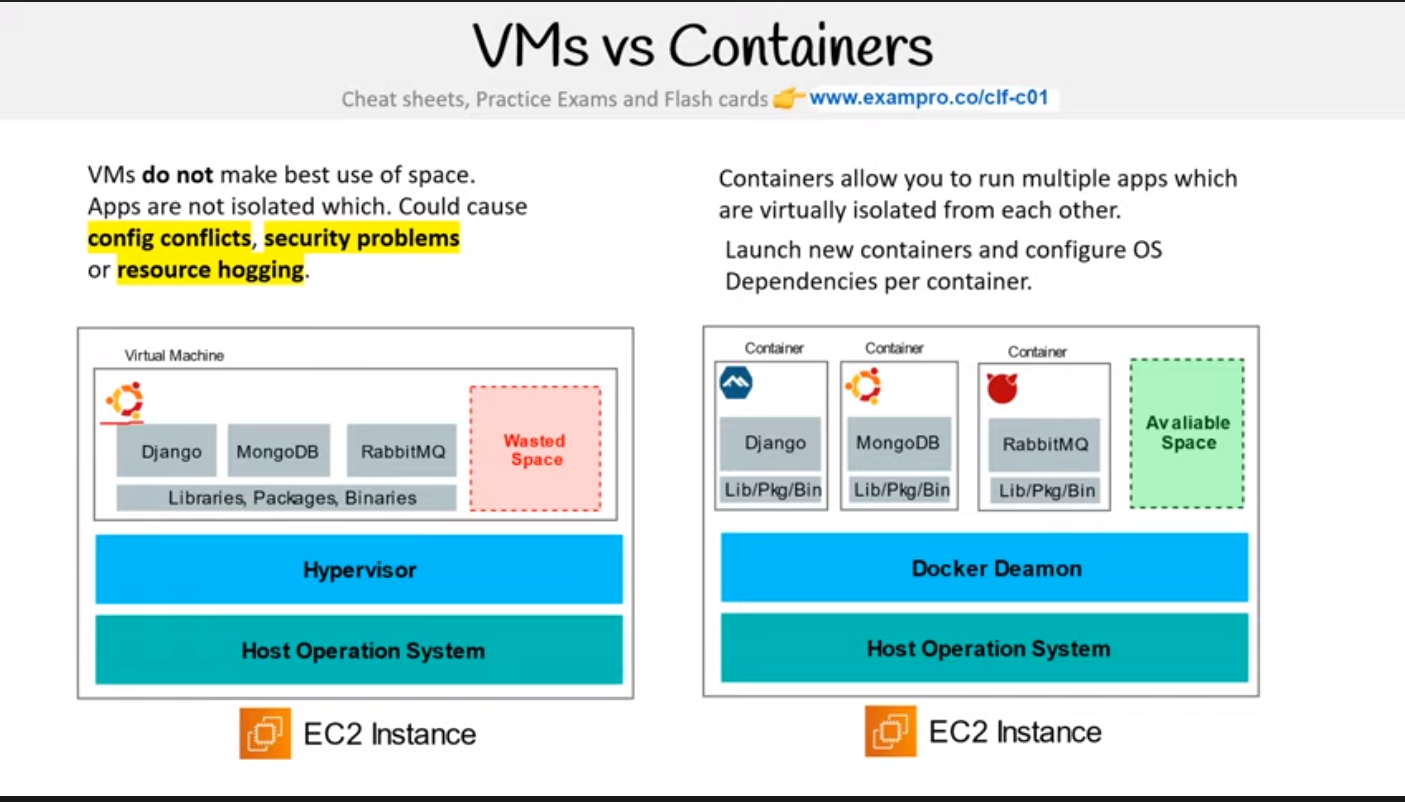 VMs vs Containers
Cheat sheets, Practice Exams and Flash cards 👉 www.exampro.co/clf-c01
VMs do not make best use of space.
Apps are not isolated which. Could cause
config conflicts, security problems
or resource hogging.
Virtual Machine
Django
MongoDB
RabbitMQ
Wasted
Space
Libraries, Packages, Binaries
Hypervisor
Host Operation System
EC2 Instance
Containers allow you to run multiple apps which
are virtually isolated from each other.
Launch new containers and configure OS
Dependencies per container.
Container
Container
Container
Django
MongoDB
RabbitMQ
Lib/Pkg/Bin
Lib/Pkg/Bin
Lib/Pkg/Bin
Avaliable
Space
Docker Deamon
Host Operation System
EC2 Instance